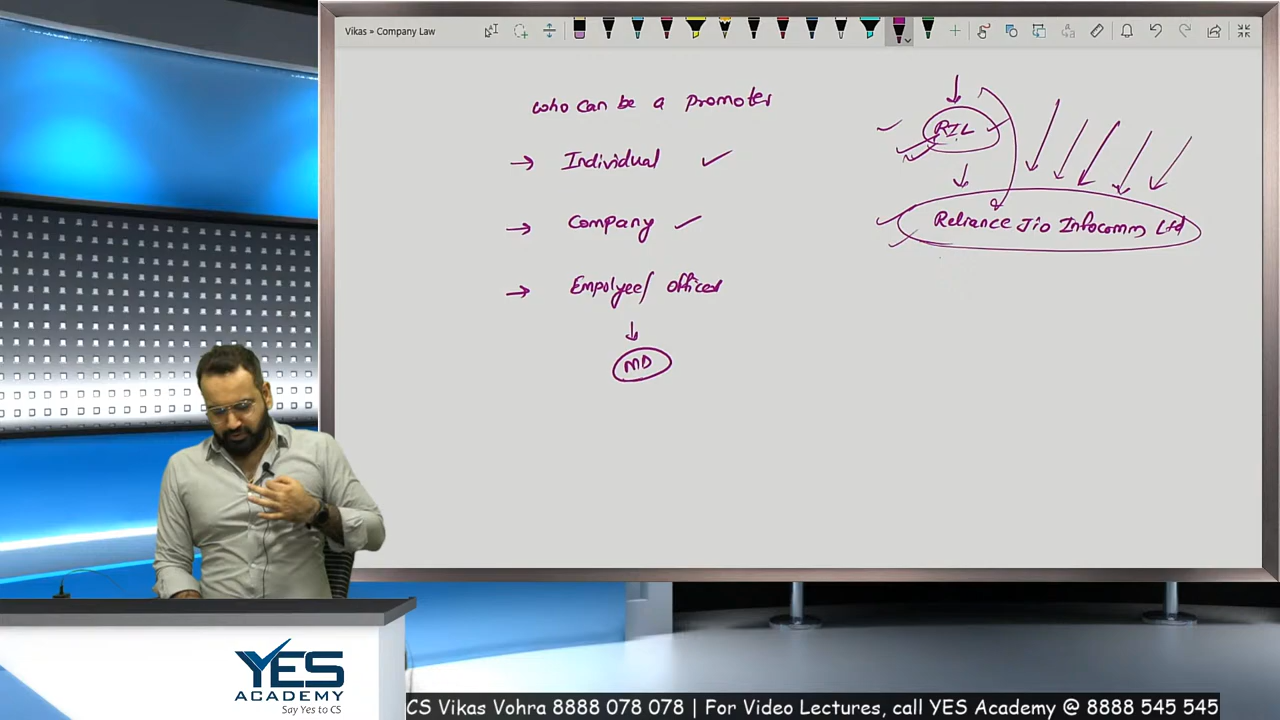 Vikas » Company Law
who can be a promoter
→ Individual ✓
→ Company ✓
→ Empolyee/ officer
MD
RIL
Reliance Jio Infocomm Ltd
YES
ACADEMY
Say Yes to CS
CS Vikas Vohra 8888 078 078 | For Video Lectures, call YES Academy @ 8888 545 545